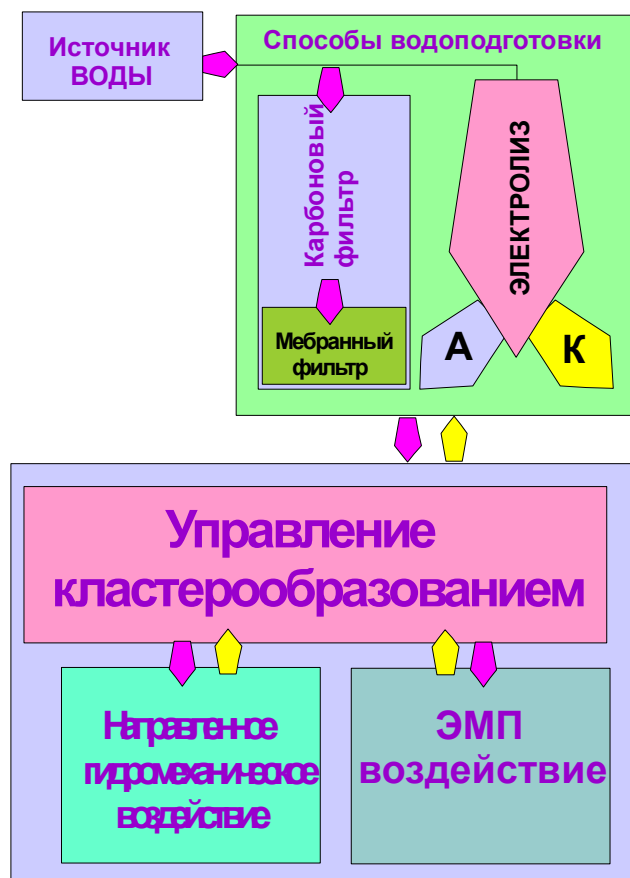 Источник
ВОДЫ
Способы водоподготовки
Карбоновый
фильтр
Мебранный
фильтр
ЭЛЕКТРОЛИЗ
А
К
Управление
кластерообразованием
Направленное
гидромеханическое
воздействие
ЭМП
воздействие